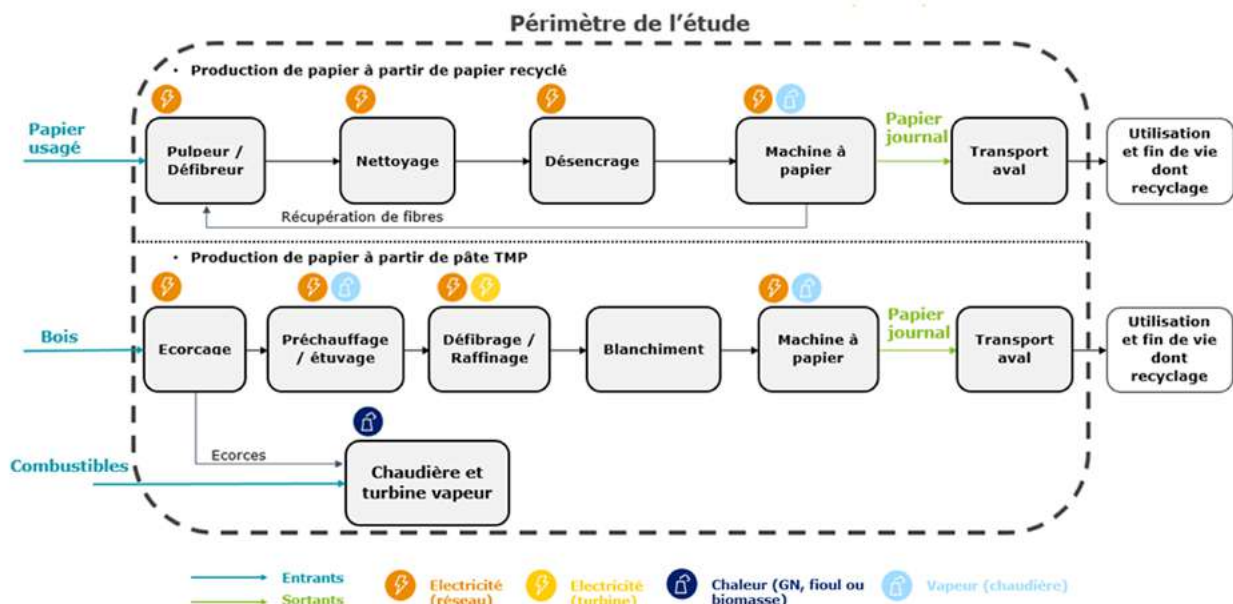 Périmètre de l'étude
• Production de papier à partir de papier recyclé
Papier
usagé
Pulpeur /
Défibreur
Nettoyage
Désencrage
Machine à
papier
Papier
journal
Transport
aval
Utilisation
et fin de vie
dont
recyclage
Récupération de fibres
• Production de papier à partir de pâte TMP
Bois
Ecorcage
Préchauffage
/ étuvage
Défibrage /
Raffinage
Blanchiment
Machine à
papier
Papier
journal
Transport
aval
Utilisation
et fin de vie
dont
recyclage
Ecorces
Combustibles
Chaudière et
turbine vapeur
Entrants
Sortants
Electricité
(réseau)
Electricité
(turbine)
Chaleur (GN, fioul ou
biomasse)
Vapeur (chaudière)